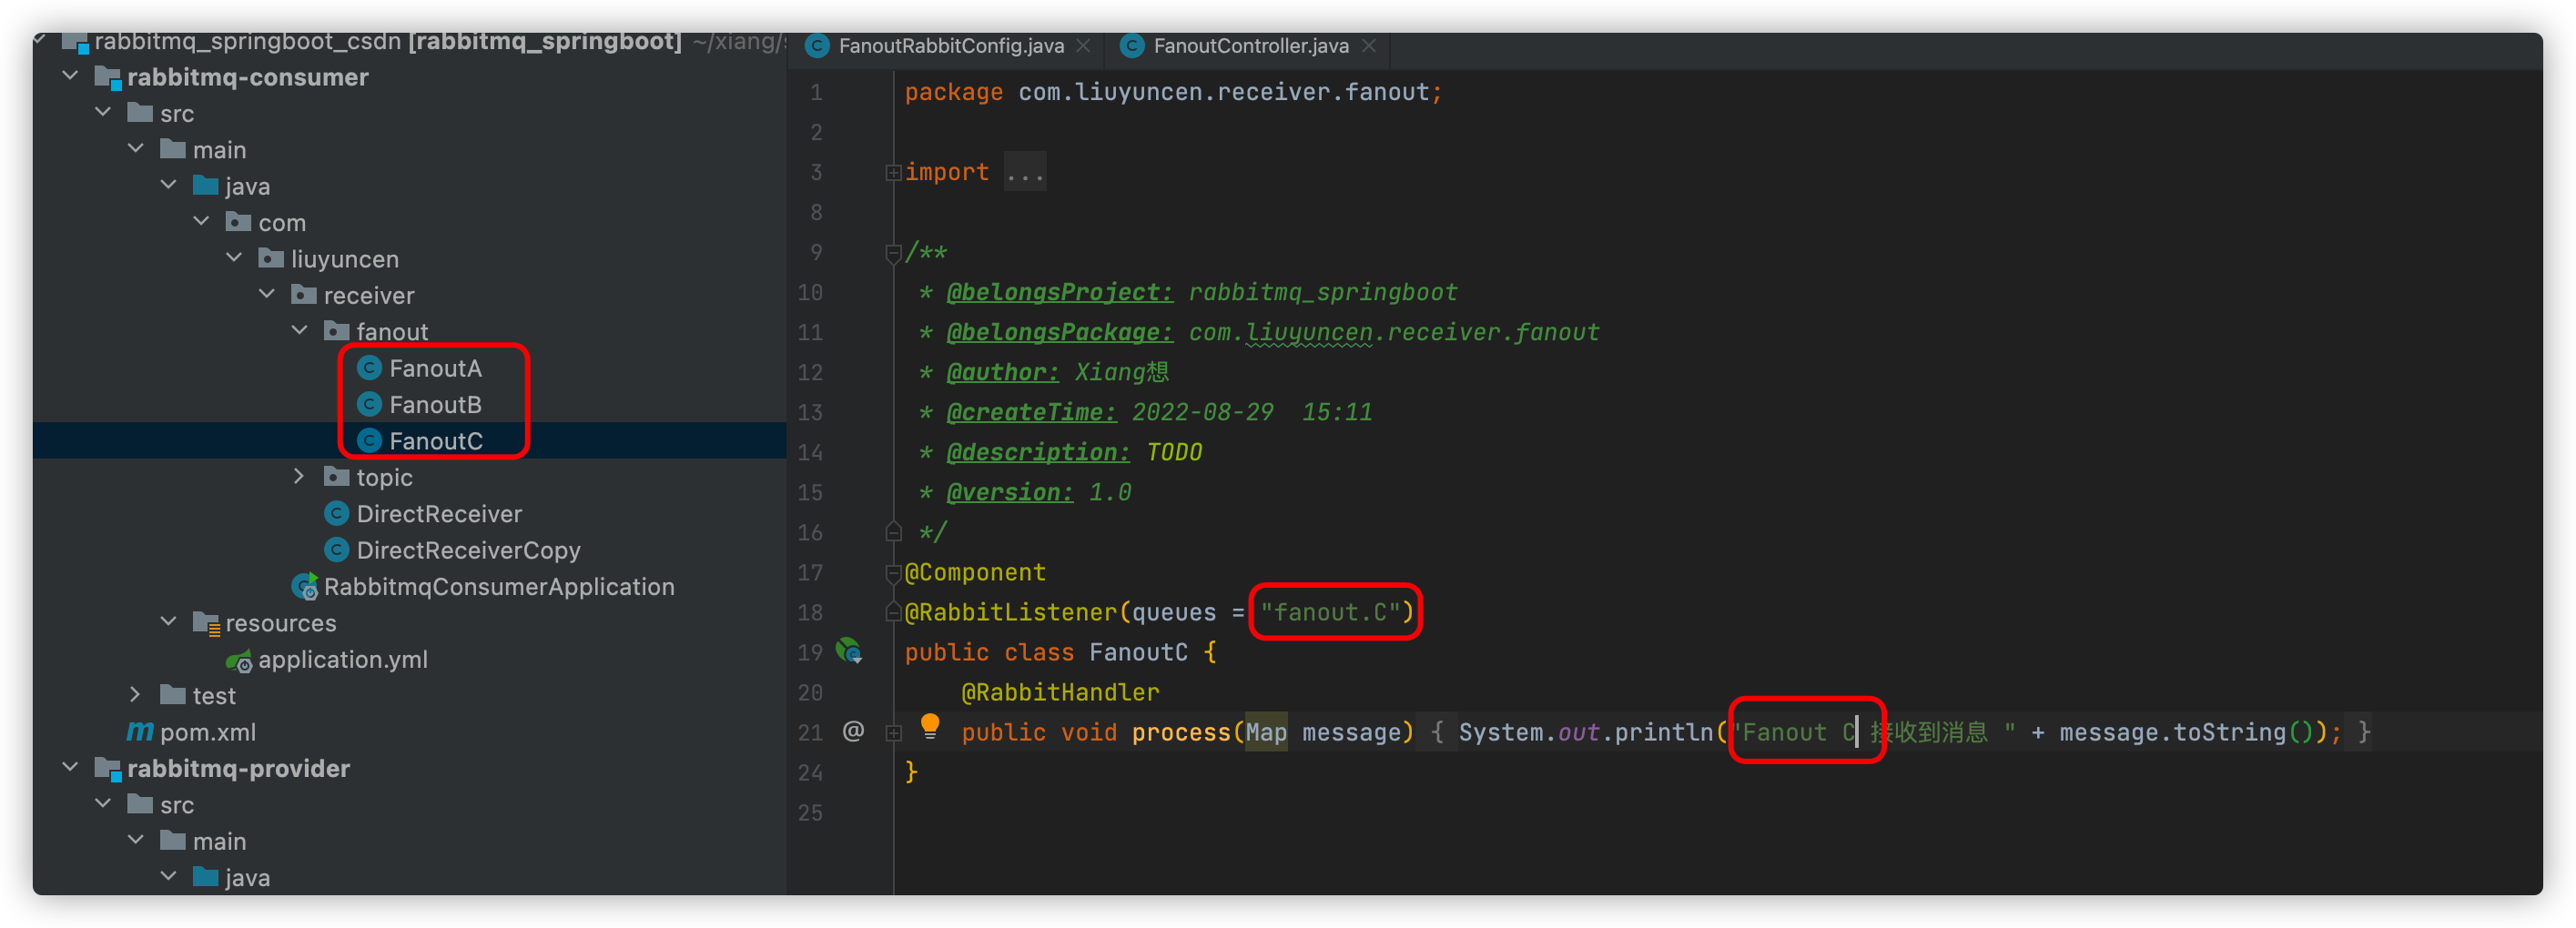 rabbitmq_springboot_csdn [rabbitmq_springboot] ~/xiang/s
rabbitmq-consumer
src
main
java
com
liuyuncen
receiver
fanout
FanoutA
FanoutB
FanoutC
topic
DirectReceiver
DirectReceiverCopy
RabbitmqConsumerApplication
resources
application.yml
test
pom.xml
rabbitmq-provider
src
main
java
FanoutRabbitConfig.java
FanoutController.java
1 package com.liuyuncen.receiver.fanout;
2
3 import ...
8
9 /**
10 * @belongsProject: rabbitmq_springboot
11 * @belongsPackage: com.liuyuncen.receiver.fanout
12 * @author: Xiang想
13 * @createTime: 2022-08-29  15:11
14 * @description: TODO
15 * @version: 1.0
16 */
17 @Component
18 @RabbitListener(queues = "fanout.C")
19 public class FanoutC {
20 @RabbitHandler
21 @ public void process(Map message) { System.out.println("Fanout C 接收到消息 " + message.toString()); }
24 }
25